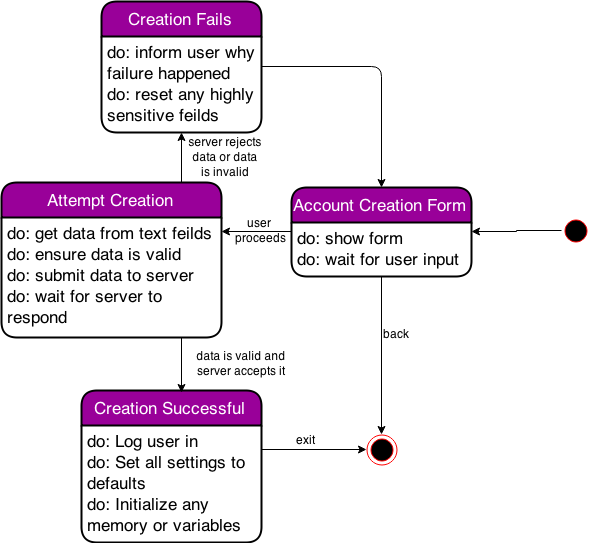 Creation Fails
do: inform user why
failure happened
do: reset any highly
sensitive feilds
server rejects
data or data
is invalid
Attempt Creation
do: get data from text feilds
do: ensure data is valid
do: submit data to server
do: wait for server to
respond
user
proceeds
Account Creation Form
do: show form
do: wait for user input
back
data is valid and
server accepts it
Creation Successful
do: Log user in
do: Set all settings to
defaults
do: Initialize any
memory or variables
exit